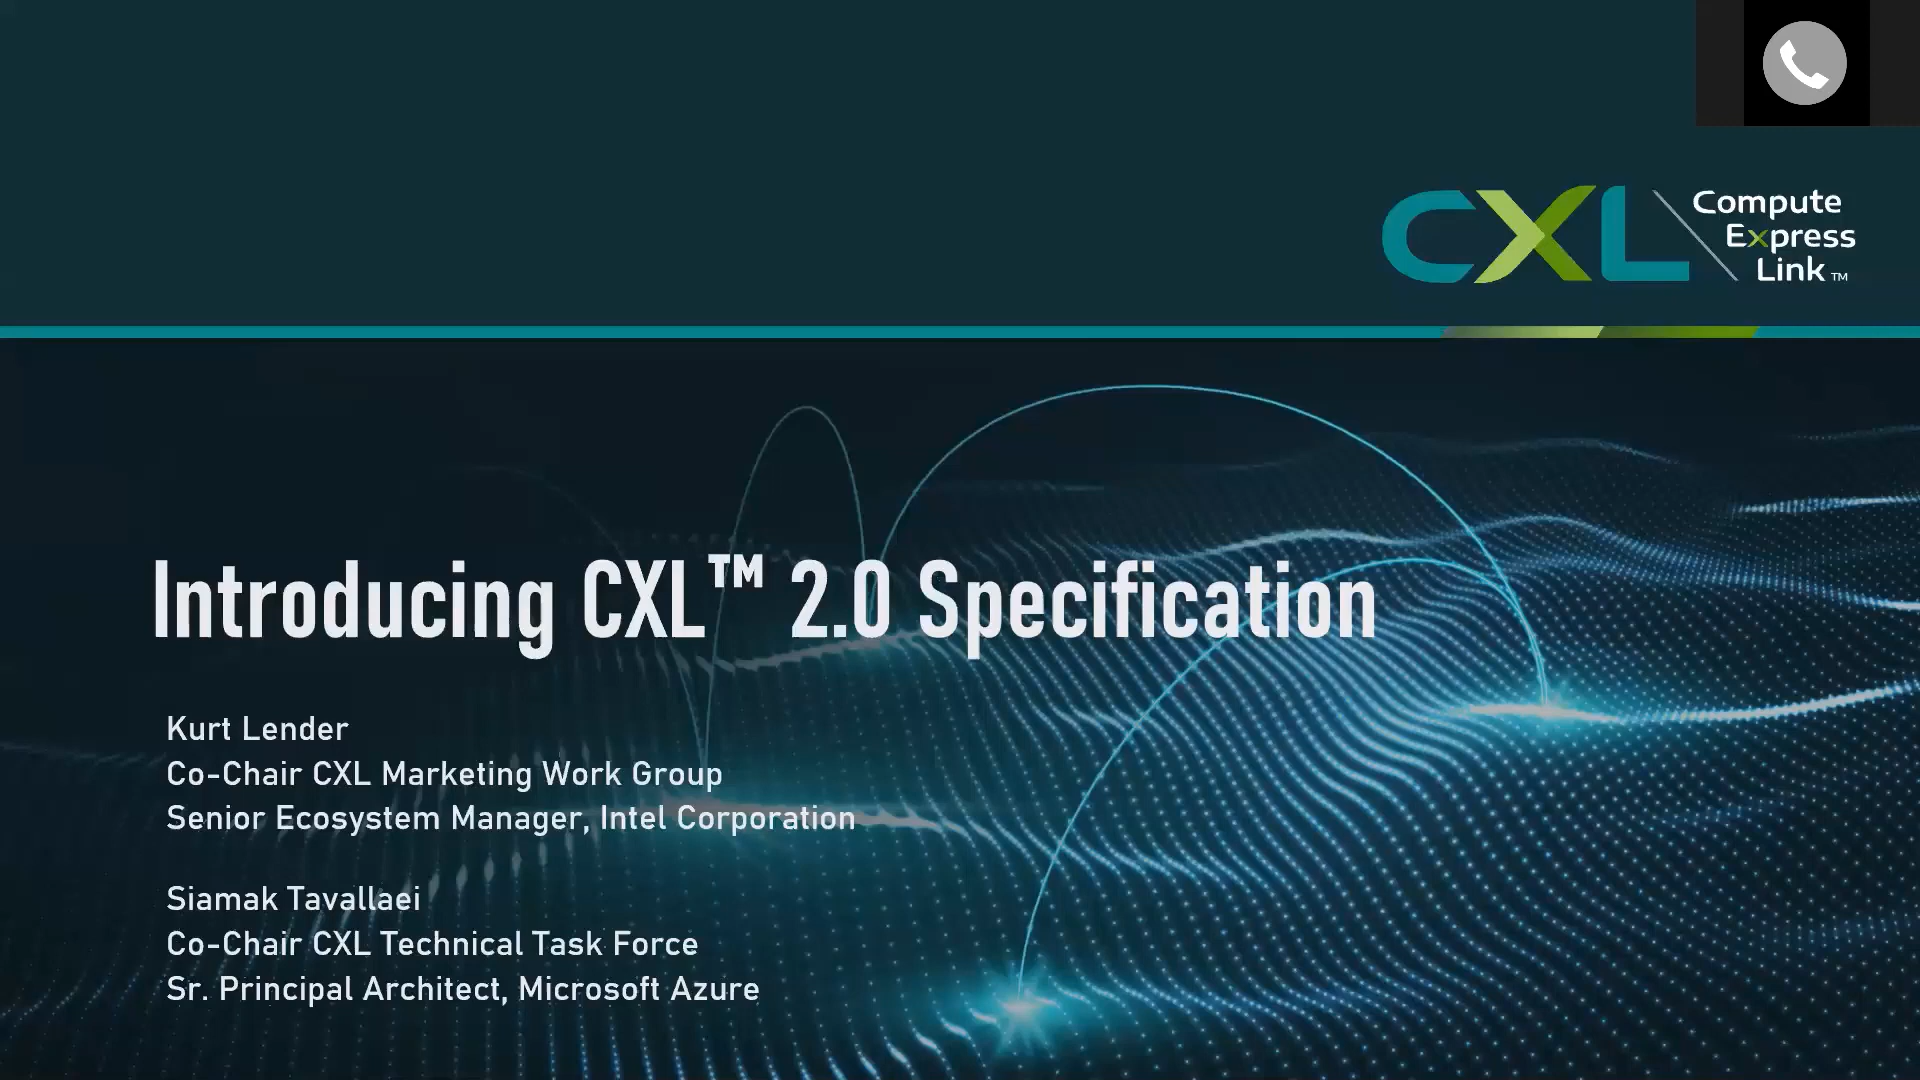 CXL
Compute
Express
Link™
Introducing CXL™ 2.0 Specification
Kurt Lender
Co-Chair CXL Marketing Work Group
Senior Ecosystem Manager, Intel Corporation
Siamak Tavallaei
Co-Chair CXL Technical Task Force
Sr. Principal Architect, Microsoft Azure